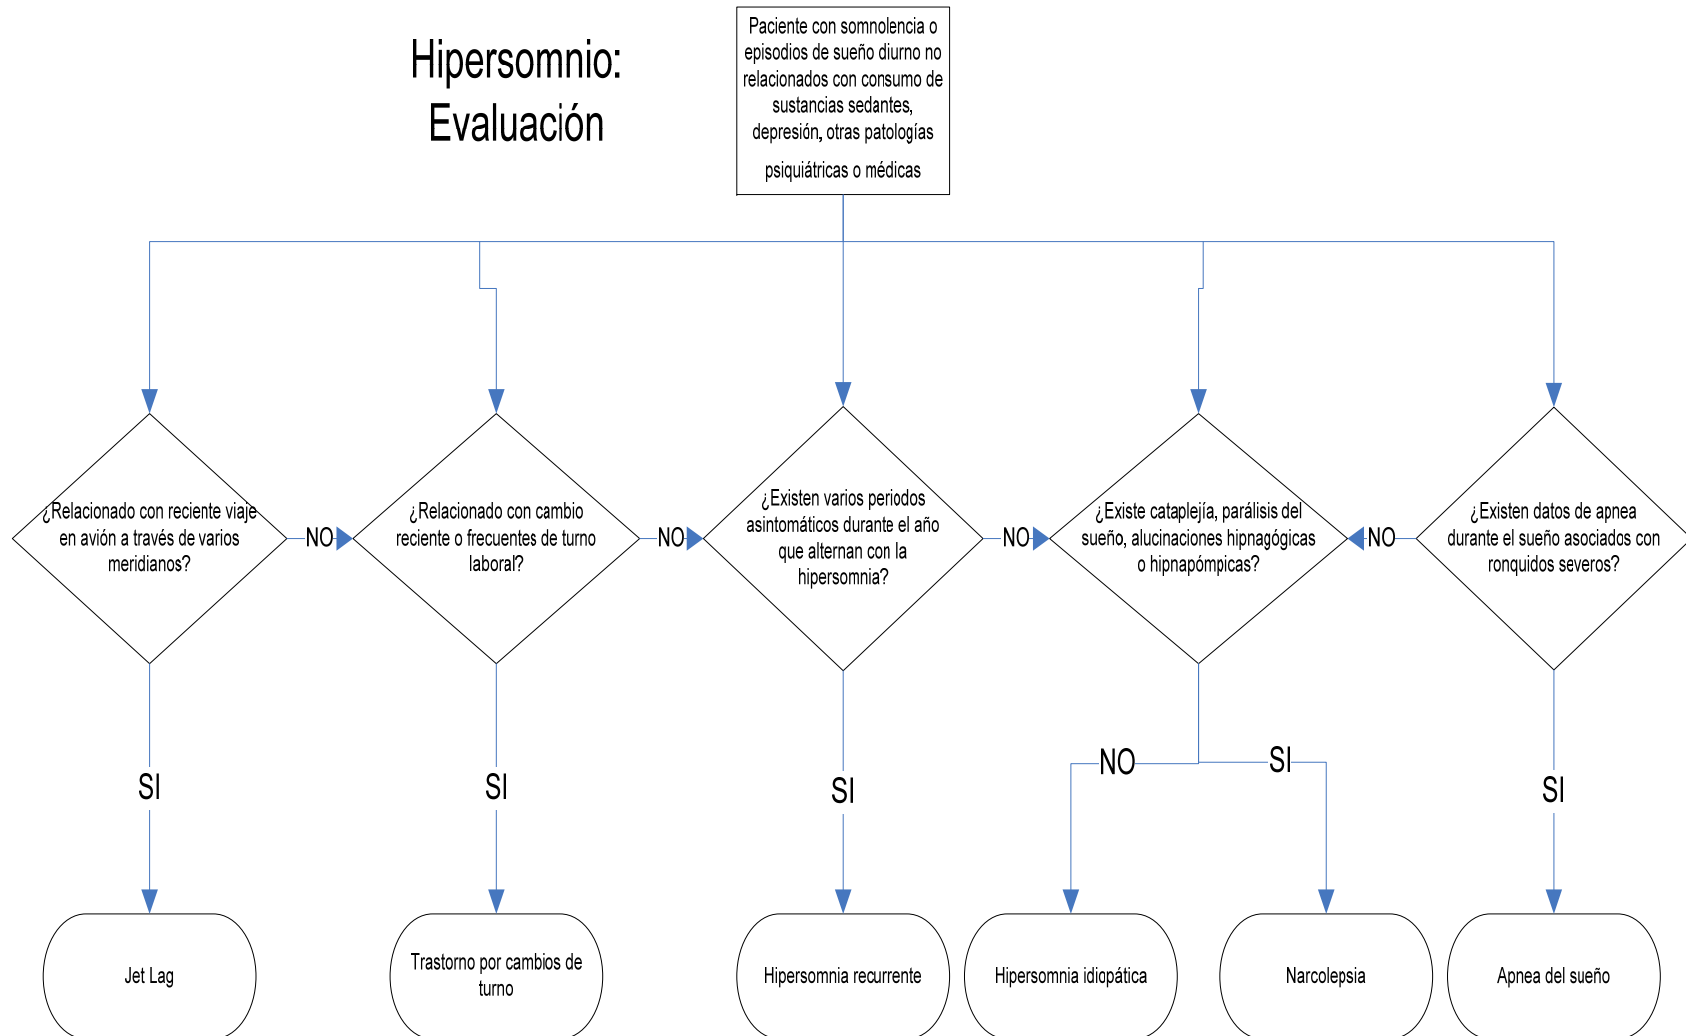 Hipersomnio:
Evaluación
Paciente con somnolencia o
episodios de sueño diurno no
relacionados con consumo de
sustancias sedantes,
depresión, otras patologías
psiquiátricas o médicas
¿Relacionado con reciente viaje
en avión a través de varios
meridianos?
NO
¿Relacionado con cambio
reciente o frecuentes de turno
laboral?
NO
¿Existen varios periodos
asintomáticos durante el año
que alternan con la
hipersomnia?
NO
¿Existe cataplejía, parálisis del
sueño, alucinaciones hipnagógicas
o hipnapómpicas?
NO
¿Existen datos de apnea
durante el sueño asociados con
ronquidos severos?
SI
SI
SI
NO
SI
SI
Jet Lag
Trastorno por cambios de
turno
Hipersomnia recurrente
Hipersomnia idiopática
Narcolepsia
Apnea del sueño